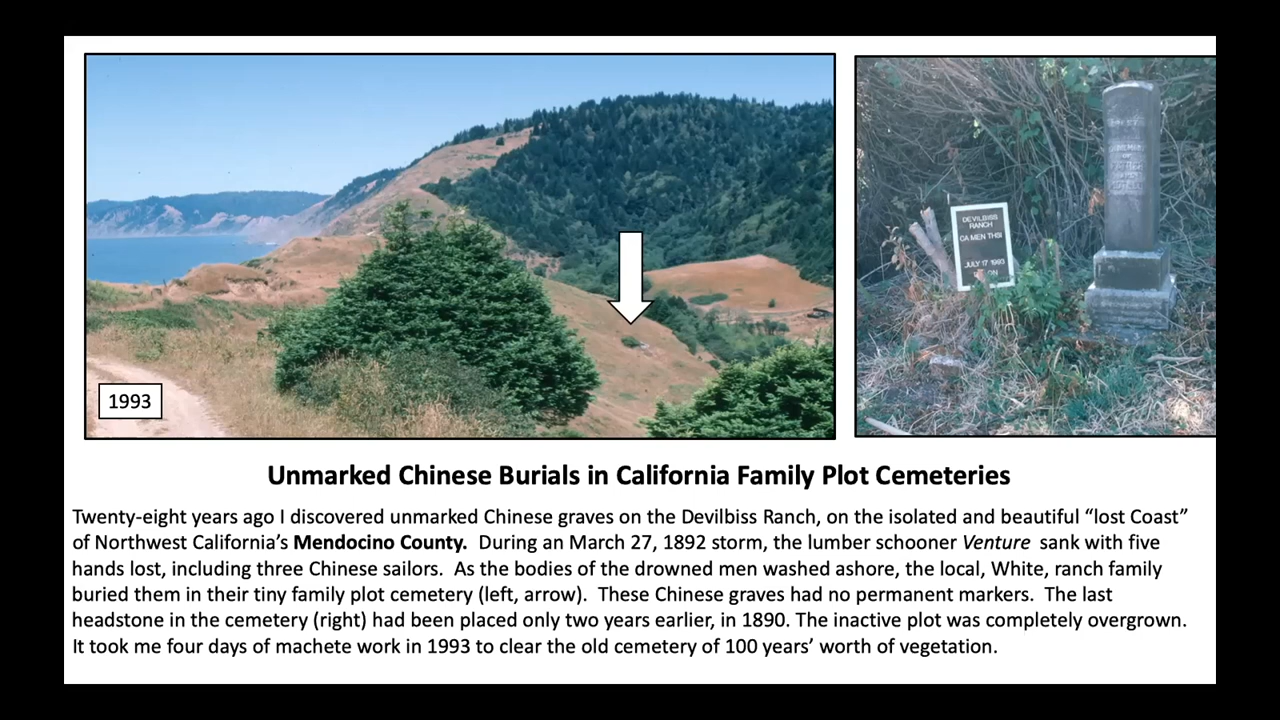 DEVILBISS
RANCH
CA MEN THSI
JULY 17 1993
1993
Unmarked Chinese Burials in California Family Plot Cemeteries
Twenty-eight years ago I discovered unmarked Chinese graves on the Devilbiss Ranch, on the isolated and beautiful “lost Coast”
of Northwest California’s Mendocino County. During an March 27, 1892 storm, the lumber schooner Venture sank with five
hands lost, including three Chinese sailors. As the bodies of the drowned men washed ashore, the local, White, ranch family
buried them in their tiny family plot cemetery (left, arrow). These Chinese graves had no permanent markers. The last
headstone in the cemetery (right) had been placed only two years earlier, in 1890. The inactive plot was completely overgrown.
It took me four days of machete work in 1993 to clear the old cemetery of 100 years’ worth of vegetation.